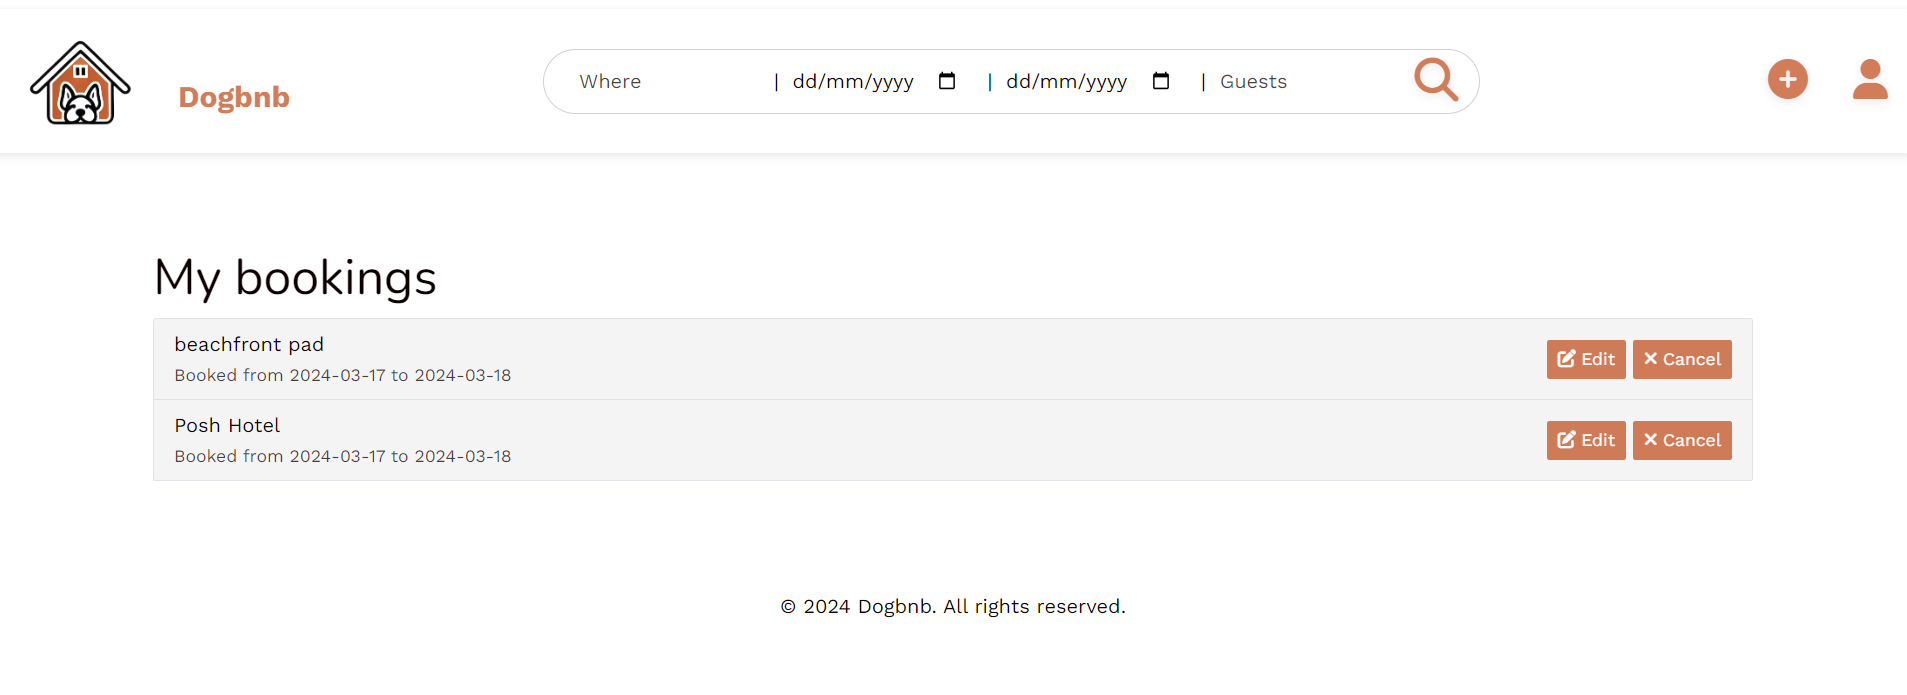 Dogbnb
Where | dd/mm/yyyy | dd/mm/yyyy | Guests
My bookings
beachfront pad
Booked from 2024-03-17 to 2024-03-18
Edit Cancel
Posh Hotel
Booked from 2024-03-17 to 2024-03-18
Edit Cancel
© 2024 Dogbnb. All rights reserved.